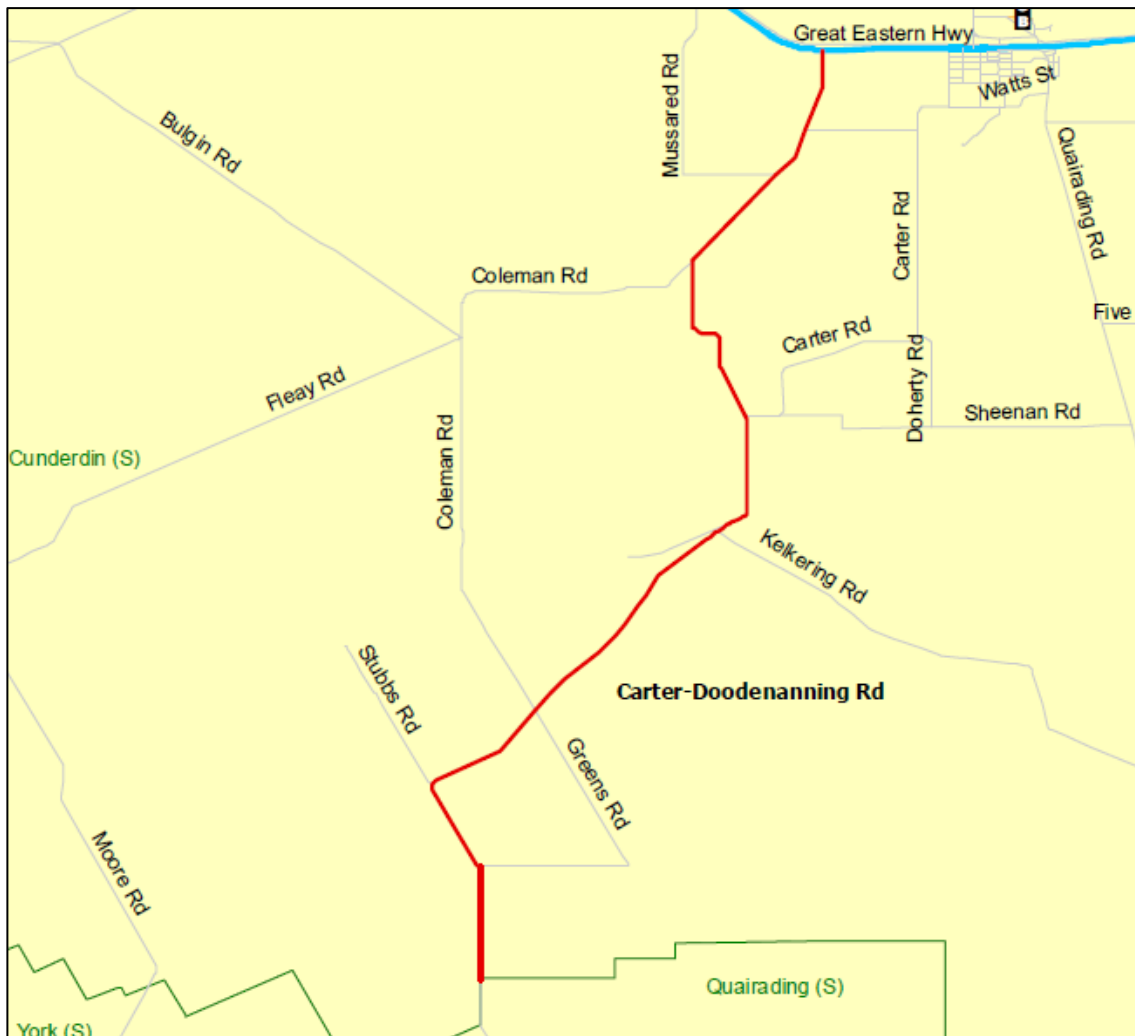 Great Eastern Hwy
Watts St
Mussared Rd
Bulgin Rd
Quairading Rd
Carter Rd
Coleman Rd
Five
Carter Rd
Doherty Rd
Fleay Rd
Sheenan Rd
Cunderdin (S)
Coleman Rd
Kelkering Rd
Stubbs Rd
Carter-Doodenanning Rd
Greens Rd
Moore Rd
Quairading (S)
York (S)